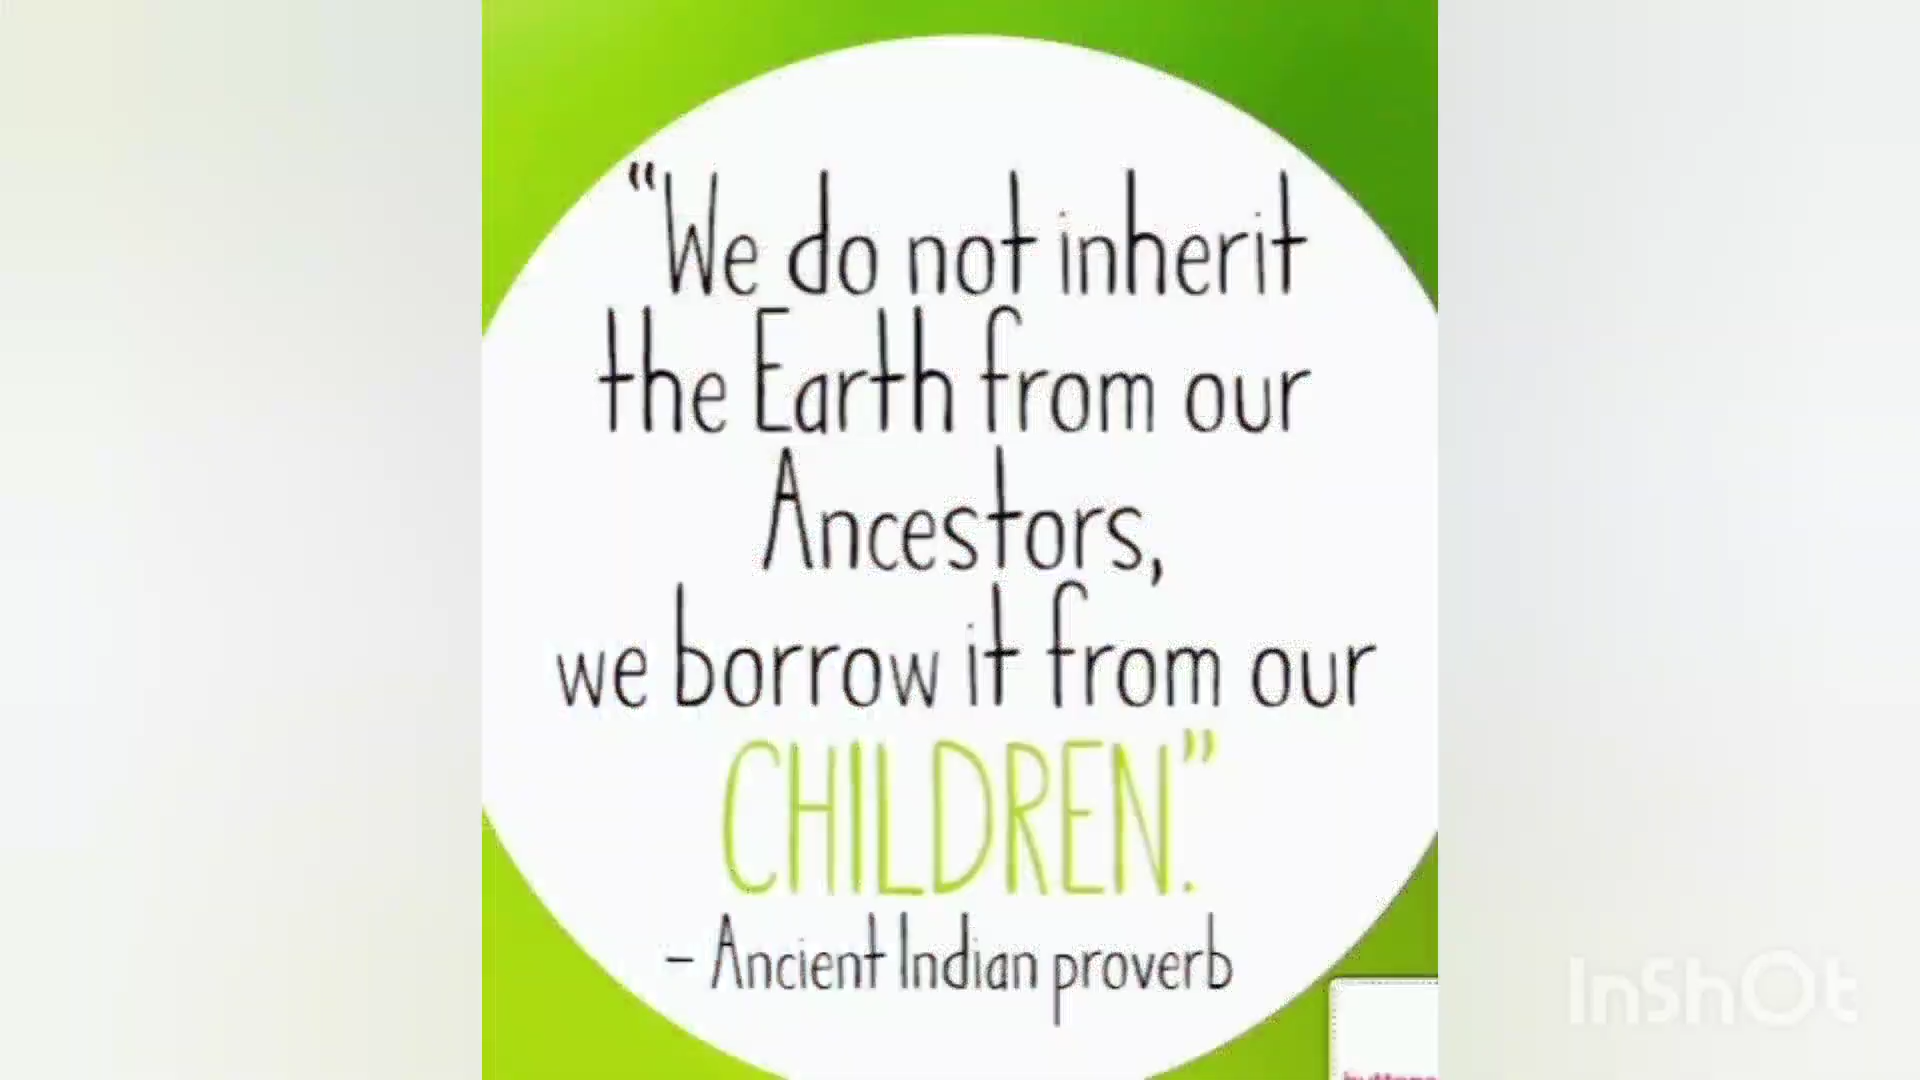 "We do not inherit
the Earth from our
Ancestors,
we borrow it from our
CHILDREN."
- Ancient Indian proverb
InShOt